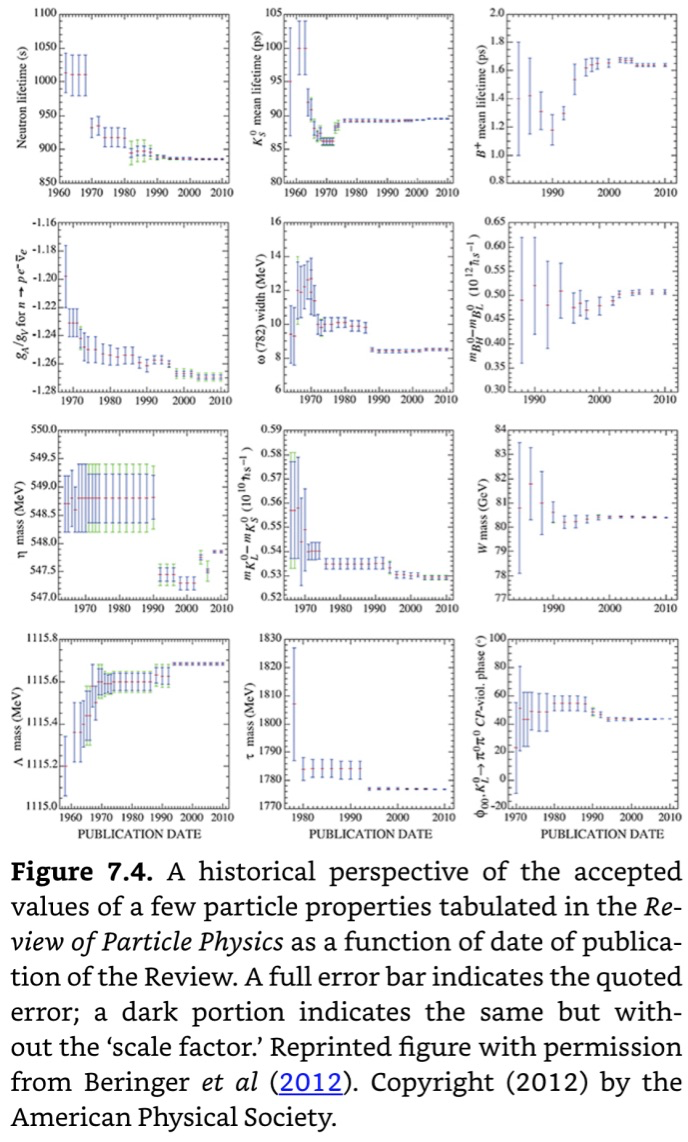 Neutron lifetime (s)
1100
1050
1000
950
900
850
1960 1970 1980 1990 2000 2010
K⁰S mean lifetime (ps)
105
100
95
90
85
80
1960 1970 1980 1990 2000 2010
B⁺ mean lifetime (ps)
2.0
1.8
1.6
1.4
1.2
1.0
0.8
1990 2000 2010
gA/gV for n → p e⁻ν̄e
-1.16
-1.18
-1.20
-1.22
-1.24
-1.26
-1.28
1970 1980 1990 2000 2010
ω (782) width (MeV)
16
14
12
10
8
6
1970 1980 1990 2000 2010
mB⁰H−mB⁰L (10¹² ħ s⁻¹)
0.65
0.60
0.55
0.50
0.45
0.40
0.35
0.30
1990 2000 2010
η mass (MeV)
550.0
549.5
549.0
548.5
548.0
547.5
547.0
1970 1980 1990 2000 2010
mK⁰L−mK⁰S (10¹⁰ ħ s⁻¹)
0.59
0.58
0.57
0.56
0.55
0.54
0.53
0.52
1970 1980 1990 2000 2010
W mass (GeV)
84
83
82
81
80
79
78
77
1990 2000 2010
Λ mass (MeV)
1115.8
1115.6
1115.4
1115.2
1115.0
1960 1970 1980 1990 2000 2010
PUBLICATION DATE
τ mass (MeV)
1830
1820
1810
1800
1790
1780
1770
1980 1990 2000 2010
PUBLICATION DATE
ϕ00, K⁰L → π⁰π⁰ CP-viol. phase (°)
100
80
60
40
20
0
-20
1970 1980 1990 2000 2010
PUBLICATION DATE
Figure 7.4. A historical perspective of the accepted
values of a few particle properties tabulated in the Re-
view of Particle Physics as a function of date of publica-
tion of the Review. A full error bar indicates the quoted
error; a dark portion indicates the same but with-
out the ‘scale factor.’ Reprinted figure with permission
from Beringer et al (2012). Copyright (2012) by the
American Physical Society.